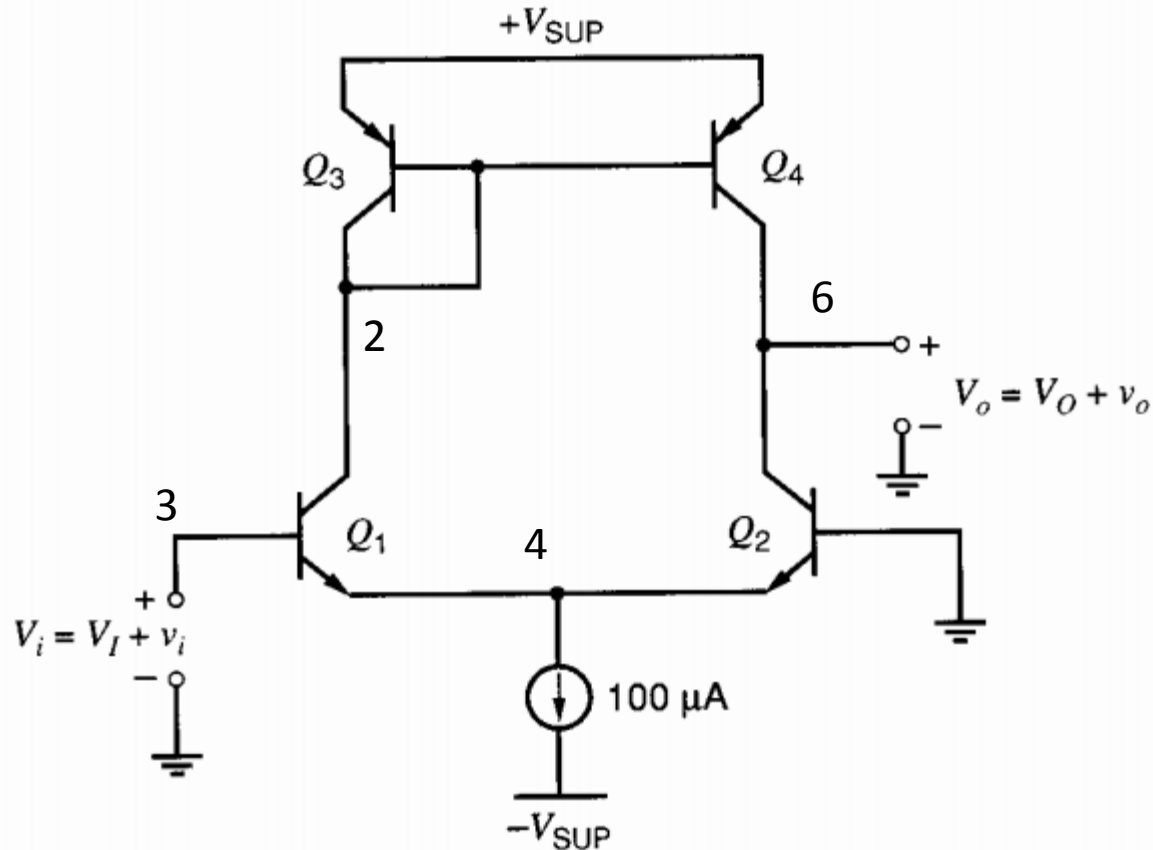 +V_SUP
Q_3
Q_4
2
6
+
V_o = V_O + v_o
−
3
Q_1
4
Q_2
+
V_i = V_I + v_i
−
100 μA
−V_SUP